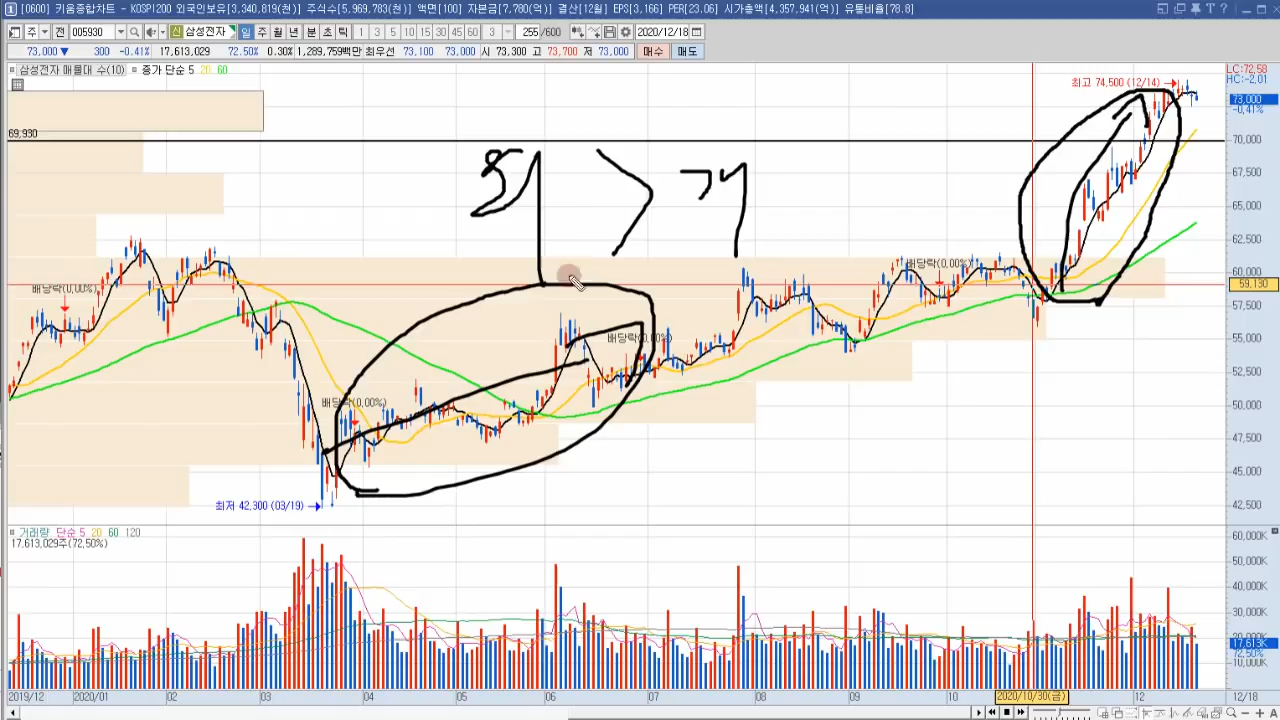 [0600] 키움종합차트 - KOSPI200 외국인보유[3,340,819(천)] 주식수[5,969,783(천)] 액면[100] 자본금[7,780(억)] 결산[12월] EPS[3,166] PER[23.06] 시가총액[4,357,941(억)] 유통비율[78.8]
주 전 005930 신 삼성전자 일 주 월 년 분 초 틱 1 3 5 10 15 30 45 60 3 255 /600 2020/12/18
73,000 ▼ 300 -0.41% 17,613,029 72.50% 0.30% 1,289,759백만 최우선 73,100 73,000 시 73,300 고 73,700 저 73,000 매수 매도
삼성전자 매물대 수(10) 종가 단순 5 20 60
LC:72.58
HC:-2.01
최고 74,500 (12/14)
73,000
-0.41%
69,930
70,000
67,500
65,000
62,500
60,000
59,130
57,500
55,000
52,500
50,000
47,500
45,000
42,500
배당락(0,00%)
배당락(0,00%)
배당락(0,00%)
배당락(0,00%)
최저 42,300 (03/19)
거래량 단순 5 20 60 120
17,613,029주(72,50%)
60,000K
50,000K
40,000K
30,000K
20,000K
17,613K
72.50%
10,000K
2019/12 2020/01 02 03 04 05 06 07 08 09 10 2020/10/30(금) 12 12/18